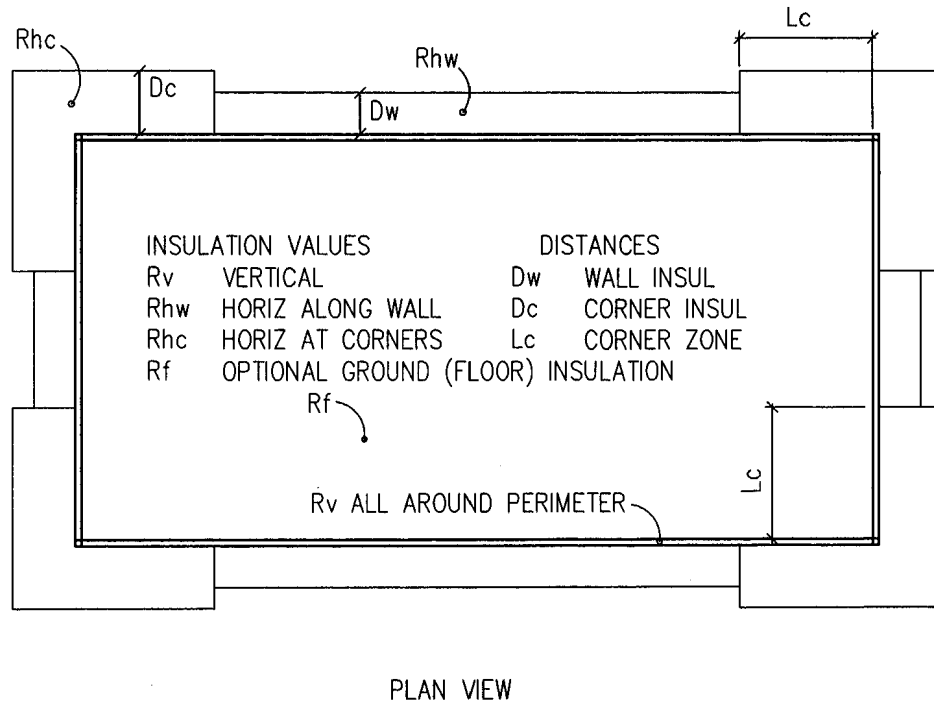 Lc
Rhc
Rhw
Dc
Dw
INSULATION VALUES DISTANCES
Rv VERTICAL Dw WALL INSUL
Rhw HORIZ ALONG WALL Dc CORNER INSUL
Rhc HORIZ AT CORNERS Lc CORNER ZONE
Rf OPTIONAL GROUND (FLOOR) INSULATION
Rf
Lc
Rv ALL AROUND PERIMETER
PLAN VIEW